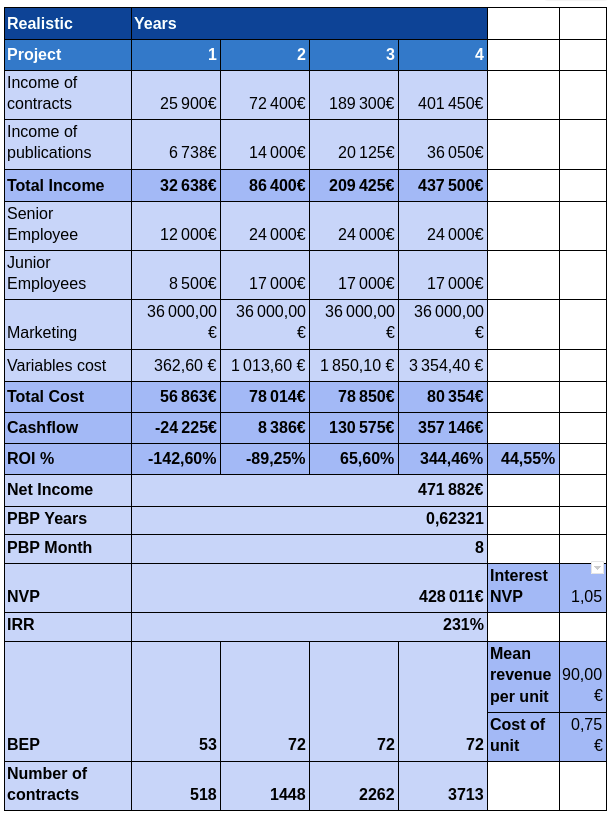 Realistic Years
Project 1 2 3 4
Income of
contracts 25 900€ 72 400€ 189 300€ 401 450€
Income of
publications 6 738€ 14 000€ 20 125€ 36 050€
Total Income 32 638€ 86 400€ 209 425€ 437 500€
Senior
Employee 12 000€ 24 000€ 24 000€ 24 000€
Junior
Employees 8 500€ 17 000€ 17 000€ 17 000€
36 000,00 36 000,00 36 000,00 36 000,00
Marketing € € € €
Variables cost 362,60 € 1 013,60 € 1 850,10 € 3 354,40 €
Total Cost 56 863€ 78 014€ 78 850€ 80 354€
Cashflow -24 225€ 8 386€ 130 575€ 357 146€
ROI % -142,60% -89,25% 65,60% 344,46% 44,55%
Net Income 471 882€
PBP Years 0,62321
PBP Month 8
Interest
NVP 428 011€ NVP 1,05
IRR 231%
Mean
revenue 90,00
per unit €
Cost of 0,75
BEP 53 72 72 72 unit €
Number of
contracts 518 1448 2262 3713